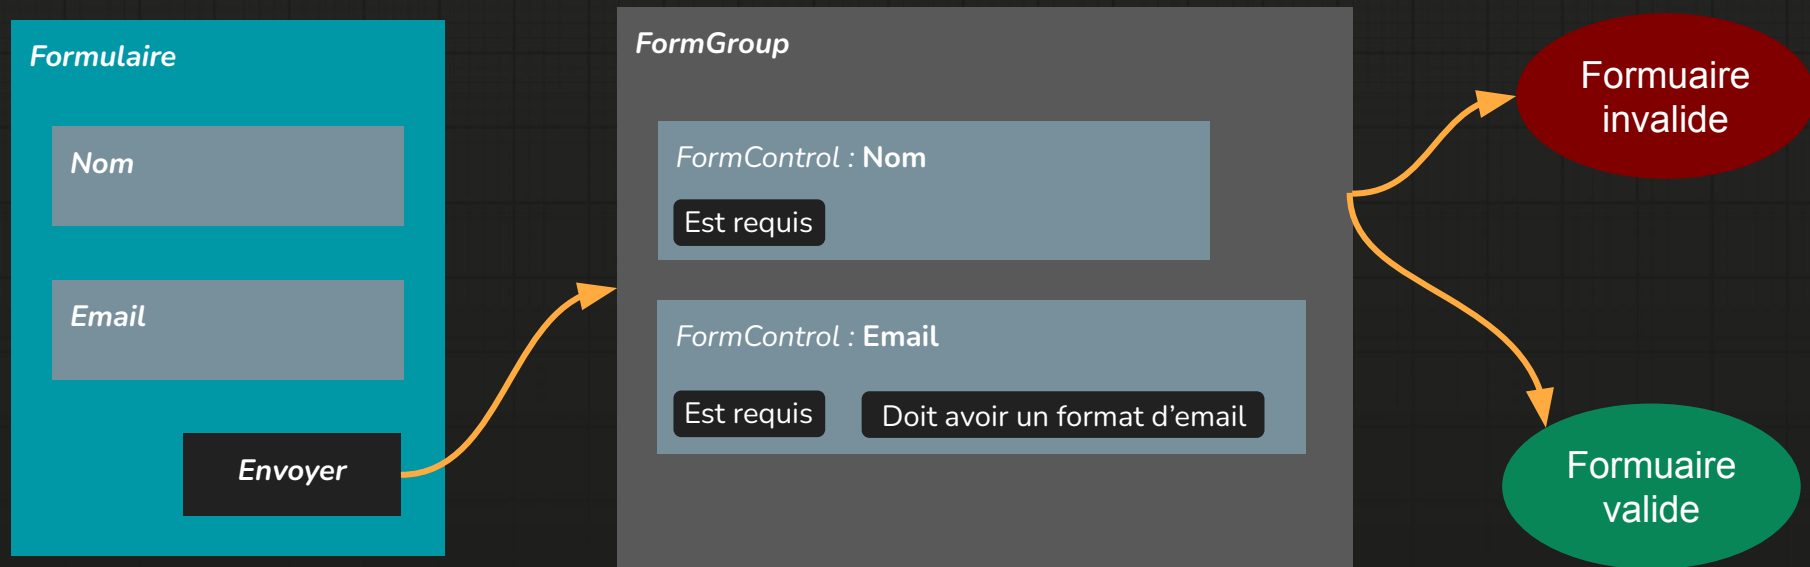 Formulaire
Nom
Email
Envoyer
FormGroup
FormControl : Nom
Est requis
FormControl : Email
Est requis
Doit avoir un format d’email
Formuaire
invalide
Formuaire
valide